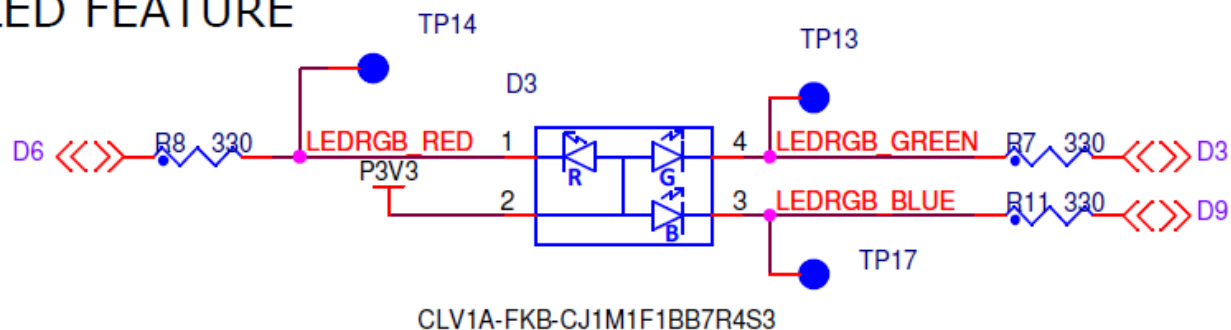 LED FEATURE
TP14
TP13
D3
D6 R8 330 LEDRGB_RED 1 4 LEDRGB_GREEN R7 330 D3
P3V3
R
G
2 3 LEDRGB_BLUE R11 330 D9
B
TP17
CLV1A-FKB-CJ1M1F1BB7R4S3